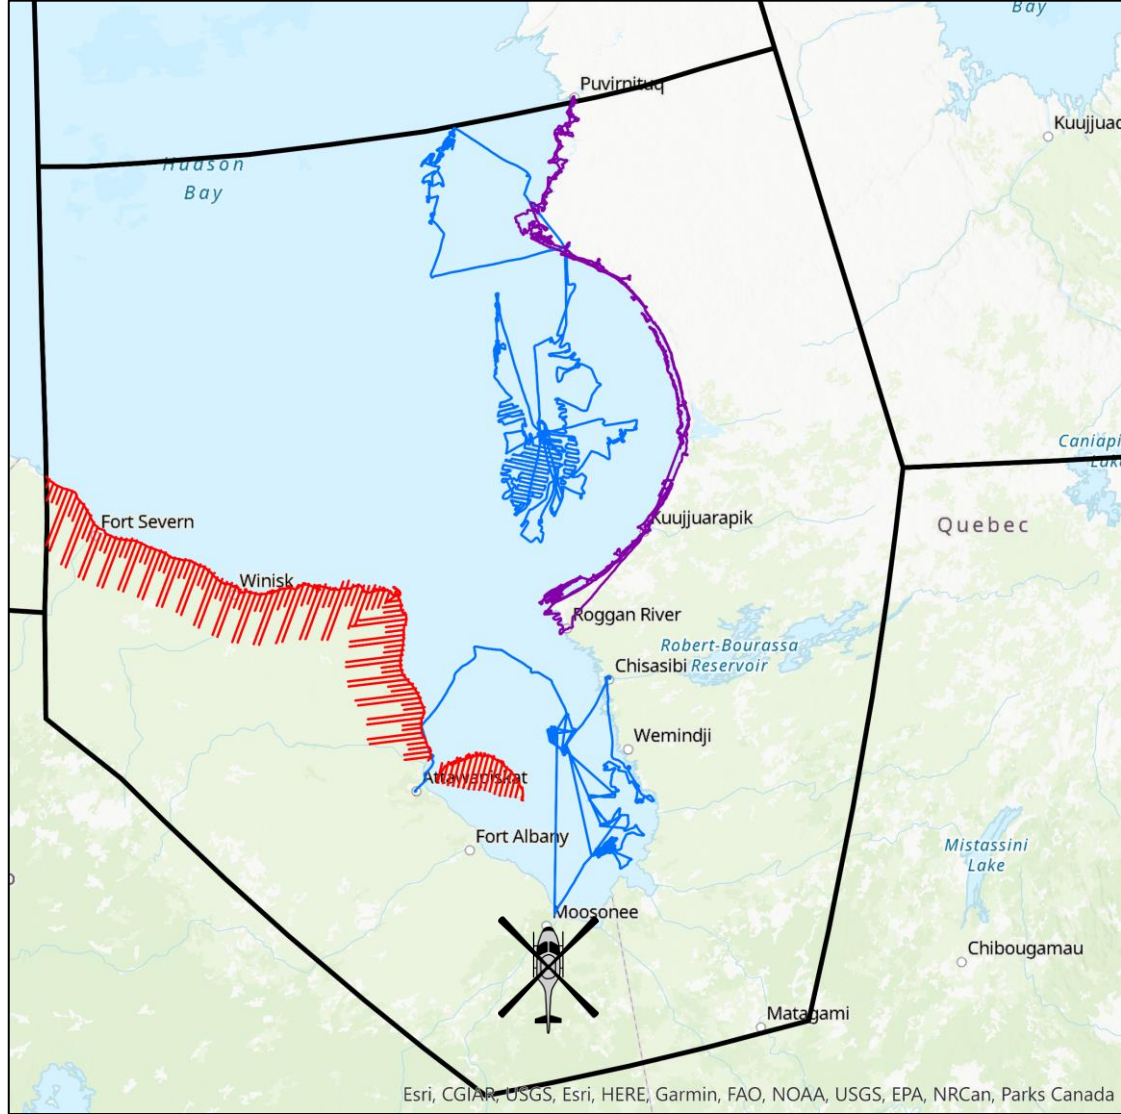 Bay
Puvirnituq
Kuujjuac
Hudson
Bay
Caniapi
Lake
Fort Severn
Kuujjuarapik
Quebec
Winisk
Roggan River
Robert-Bourassa
Reservoir
Chisasibi
Wemindji
Attawapiskat
Fort Albany
Mistassini
Lake
Moosonee
Chibougamau
Matagami
Esri, CGIAR, USGS, Esri, HERE, Garmin, FAO, NOAA, USGS, EPA, NRCan, Parks Canada